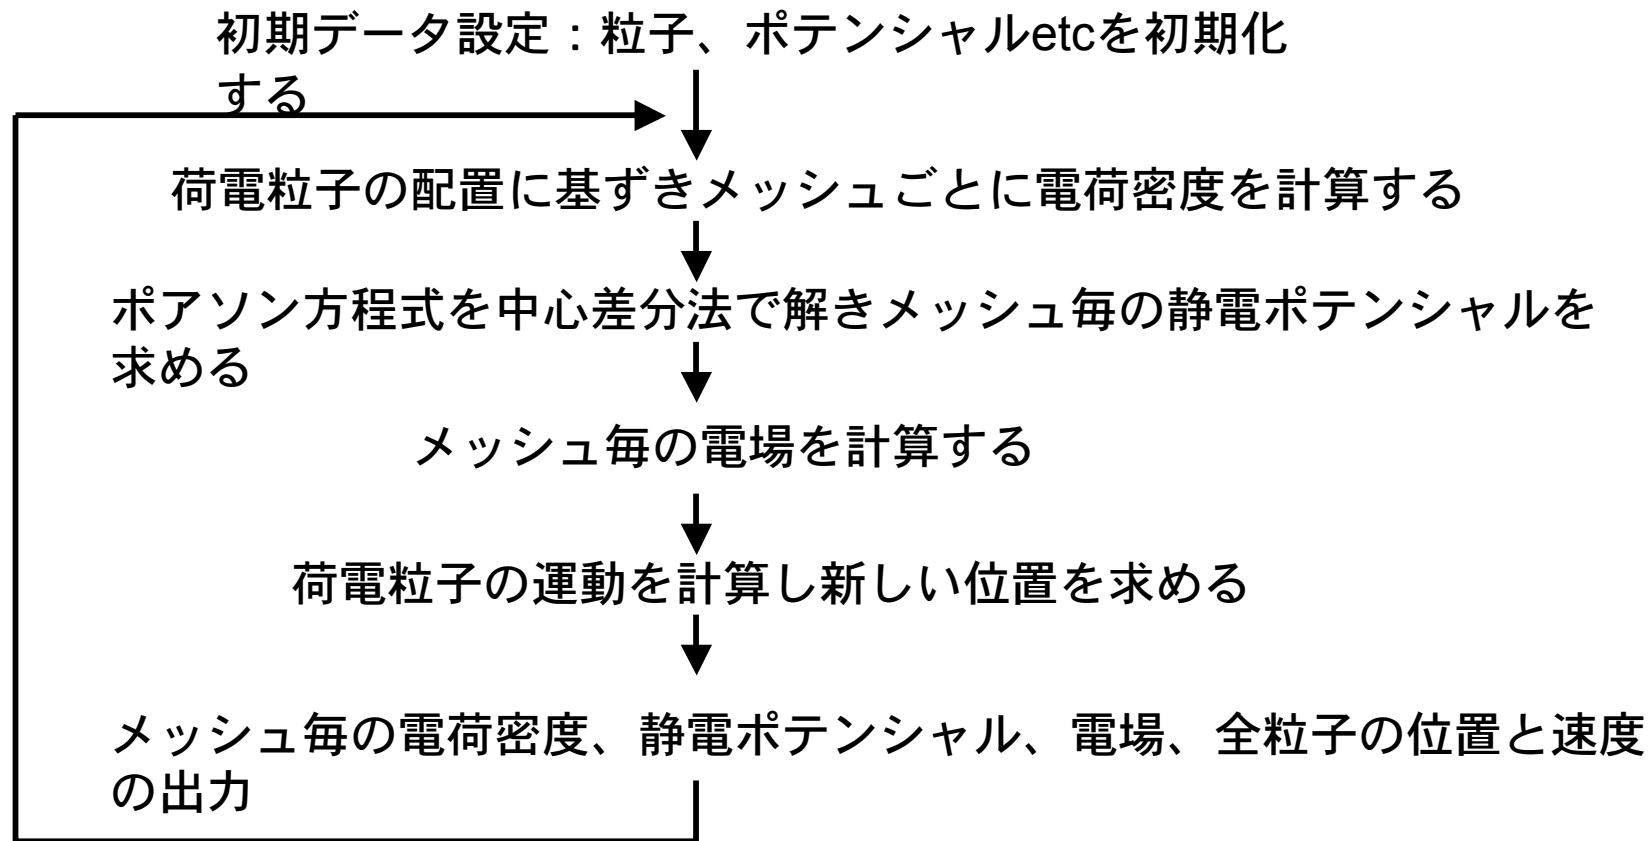 初期データ設定：粒子、ポテンシャルetcを初期化
する
荷電粒子の配置に基ずきメッシュごとに電荷密度を計算する
ポアソン方程式を中心差分法で解きメッシュ毎の静電ポテンシャルを
求める
メッシュ毎の電場を計算する
荷電粒子の運動を計算し新しい位置を求める
メッシュ毎の電荷密度、静電ポテンシャル、電場、全粒子の位置と速度
の出力